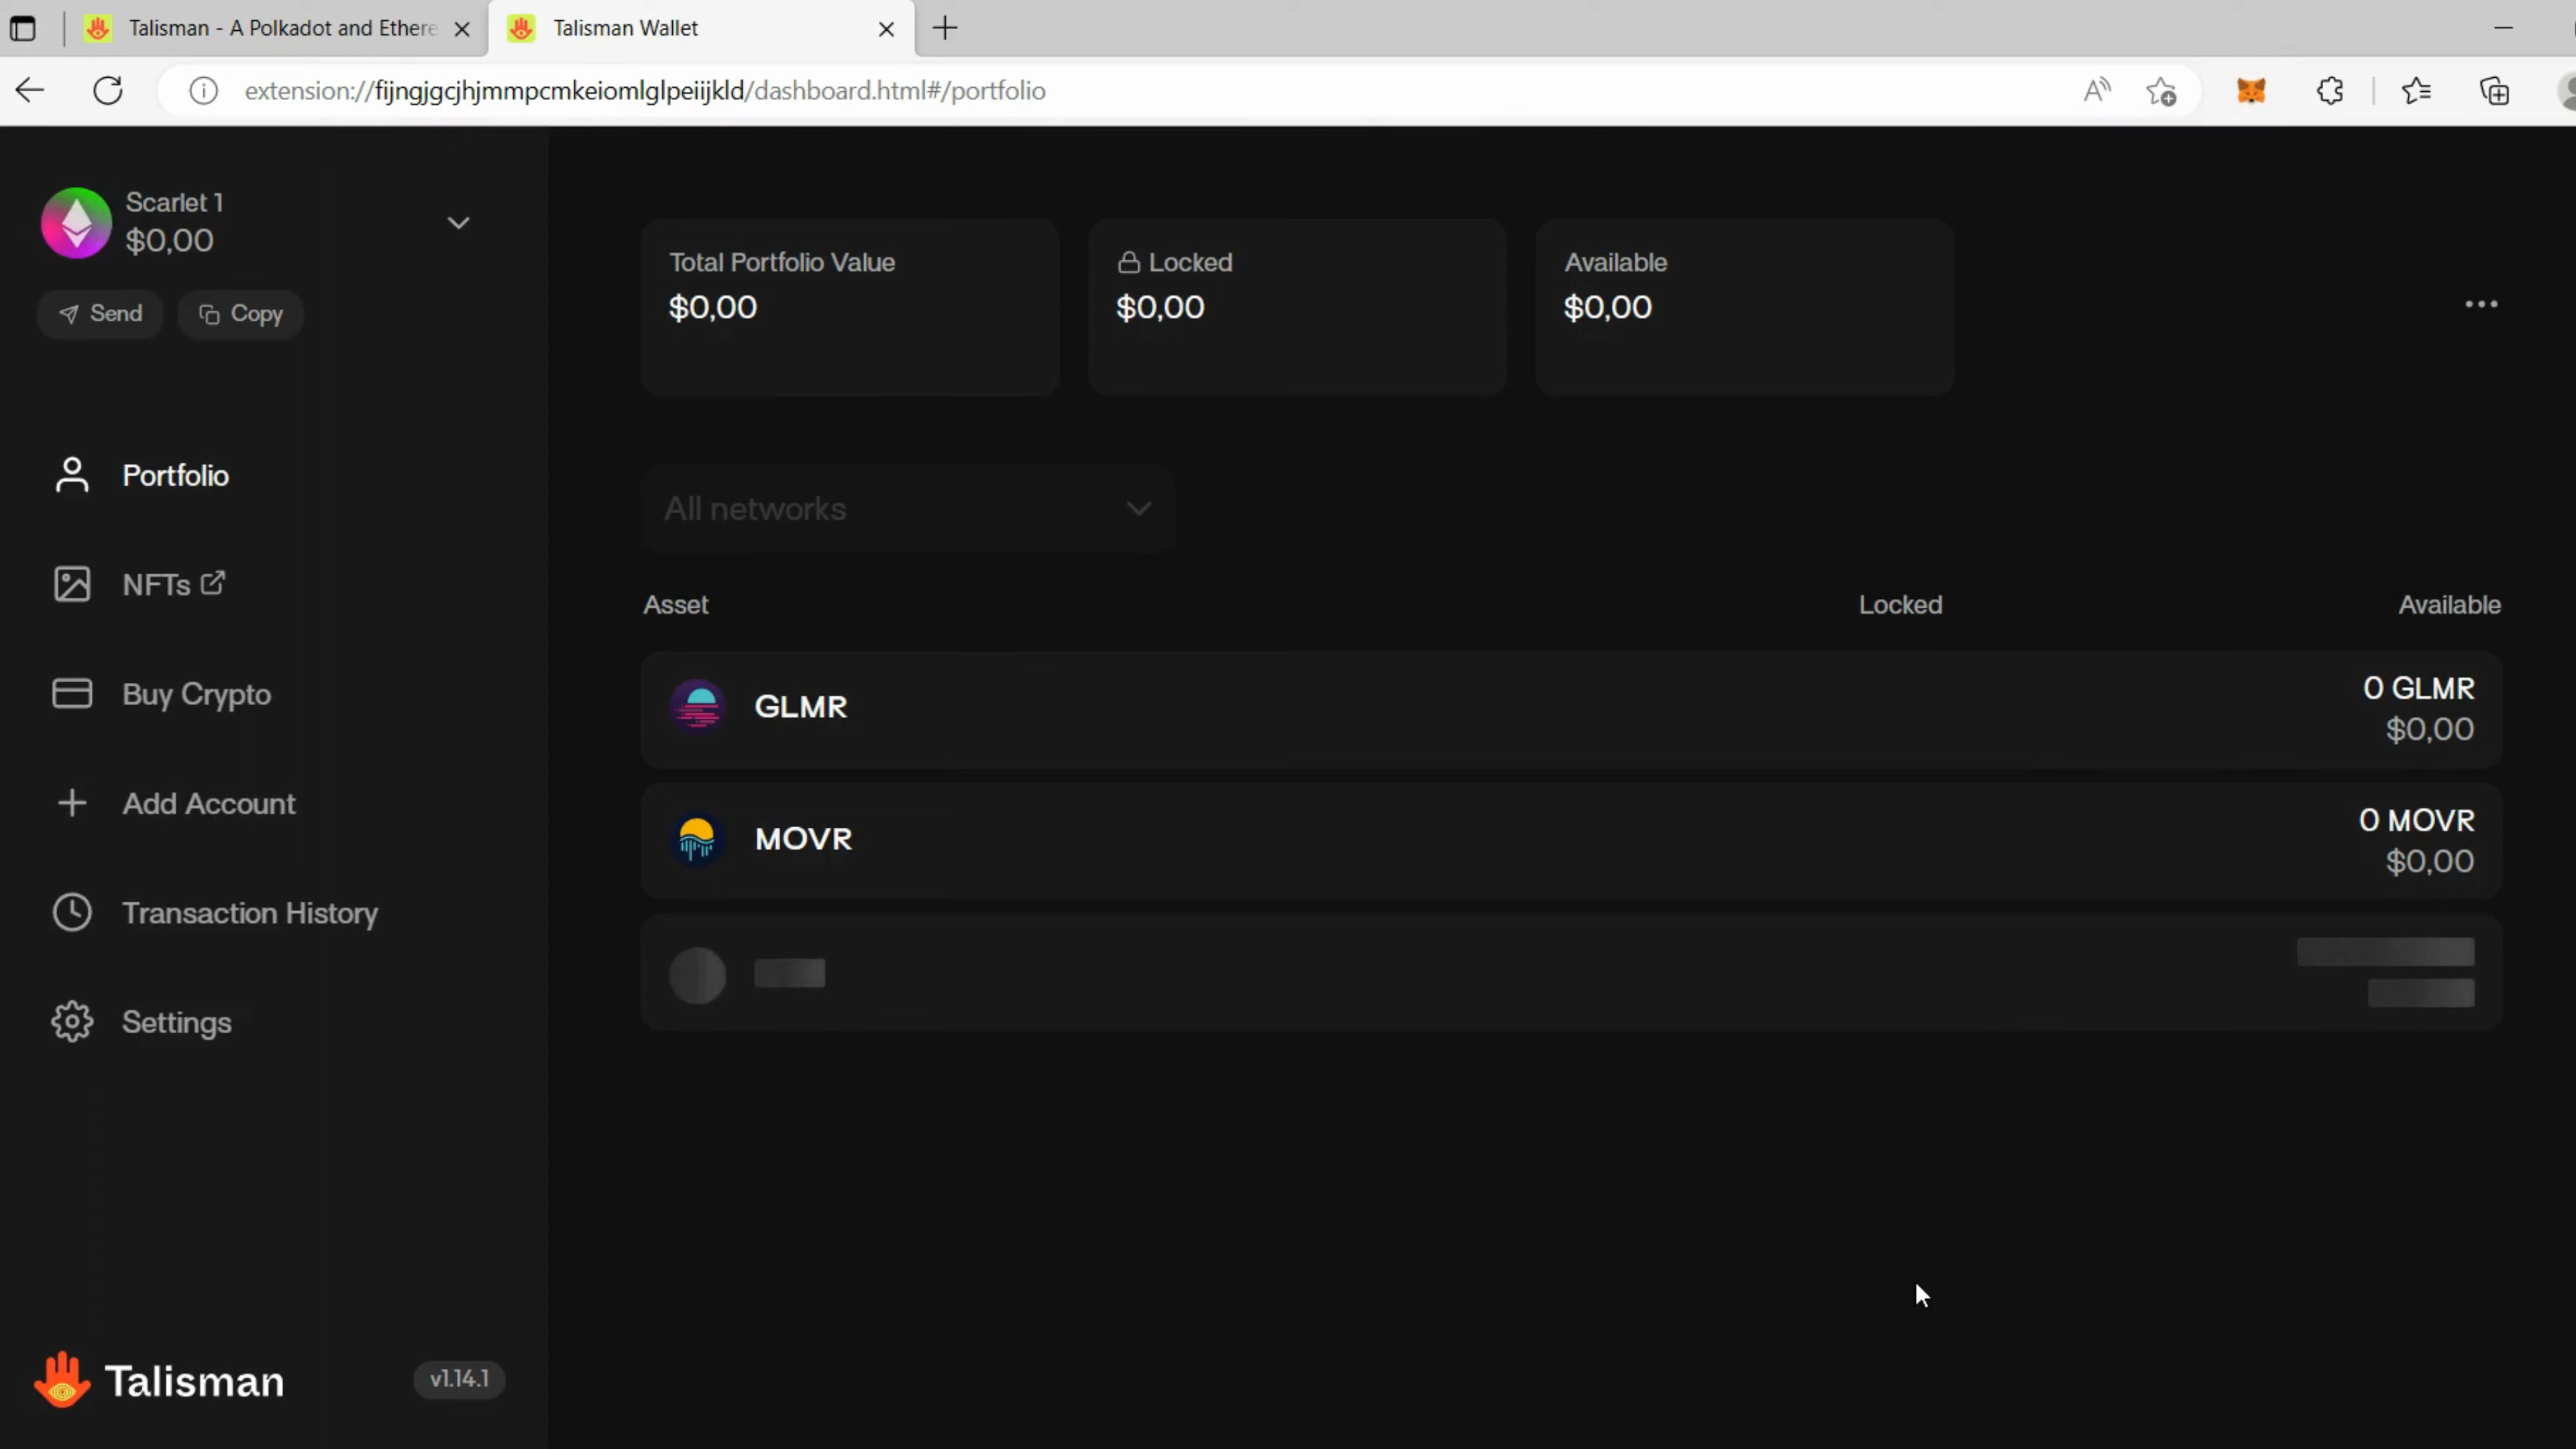 Talisman - A Polkadot and Ethere
Talisman Wallet
extension://fijngjgcjhjmmpcmkeiomlglpeiijkld/dashboard.html#/portfolio
Scarlet 1
$0,00
Send
Copy
Portfolio
NFTs
Buy Crypto
Add Account
Transaction History
Settings
Talisman
v1.14.1
Total Portfolio Value
$0,00
Locked
$0,00
Available
$0,00
All networks
Asset
Locked
Available
GLMR
0 GLMR
$0,00
MOVR
0 MOVR
$0,00